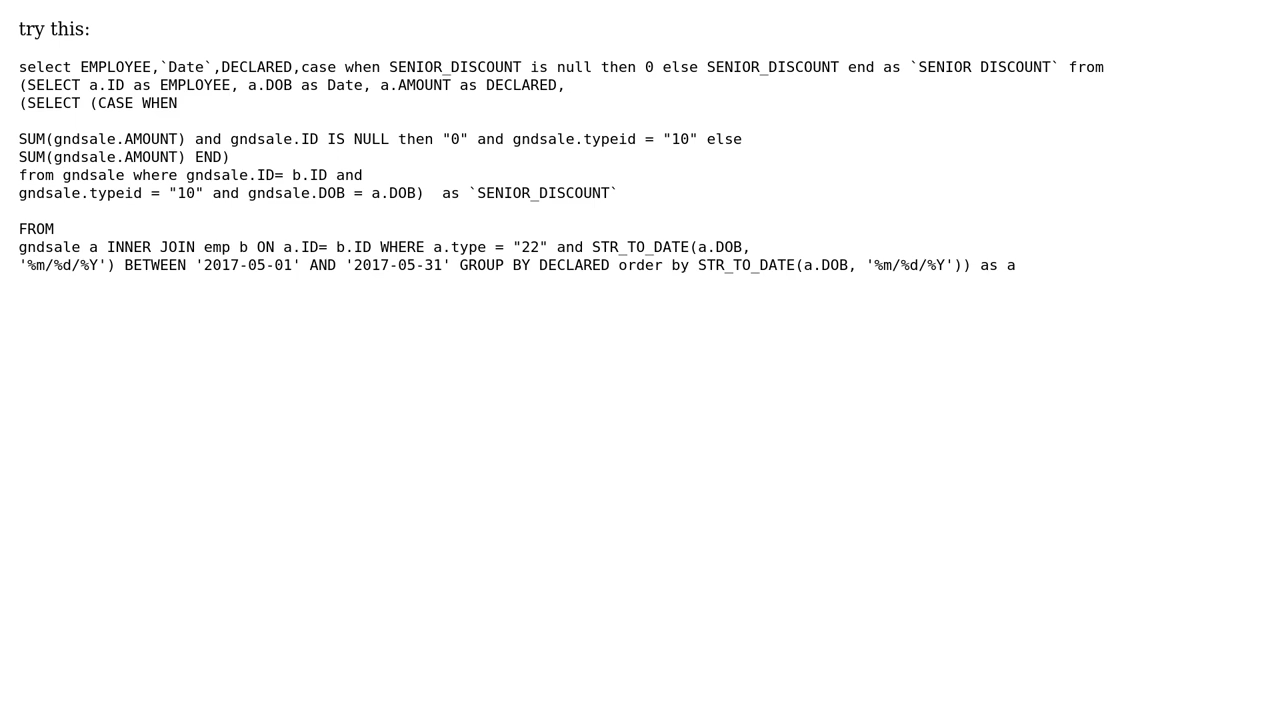 try this:
select EMPLOYEE,`Date`,DECLARED,case when SENIOR_DISCOUNT is null then 0 else SENIOR_DISCOUNT end as `SENIOR DISCOUNT` from
(SELECT a.ID as EMPLOYEE, a.DOB as Date, a.AMOUNT as DECLARED,
(SELECT (CASE WHEN
SUM(gndsale.AMOUNT) and gndsale.ID IS NULL then "0" and gndsale.typeid = "10" else
SUM(gndsale.AMOUNT) END)
from gndsale where gndsale.ID= b.ID and
gndsale.typeid = "10" and gndsale.DOB = a.DOB)  as `SENIOR_DISCOUNT`
FROM
gndsale a INNER JOIN emp b ON a.ID= b.ID WHERE a.type = "22" and STR_TO_DATE(a.DOB,
'%m/%d/%Y') BETWEEN '2017-05-01' AND '2017-05-31' GROUP BY DECLARED order by STR_TO_DATE(a.DOB, '%m/%d/%Y')) as a